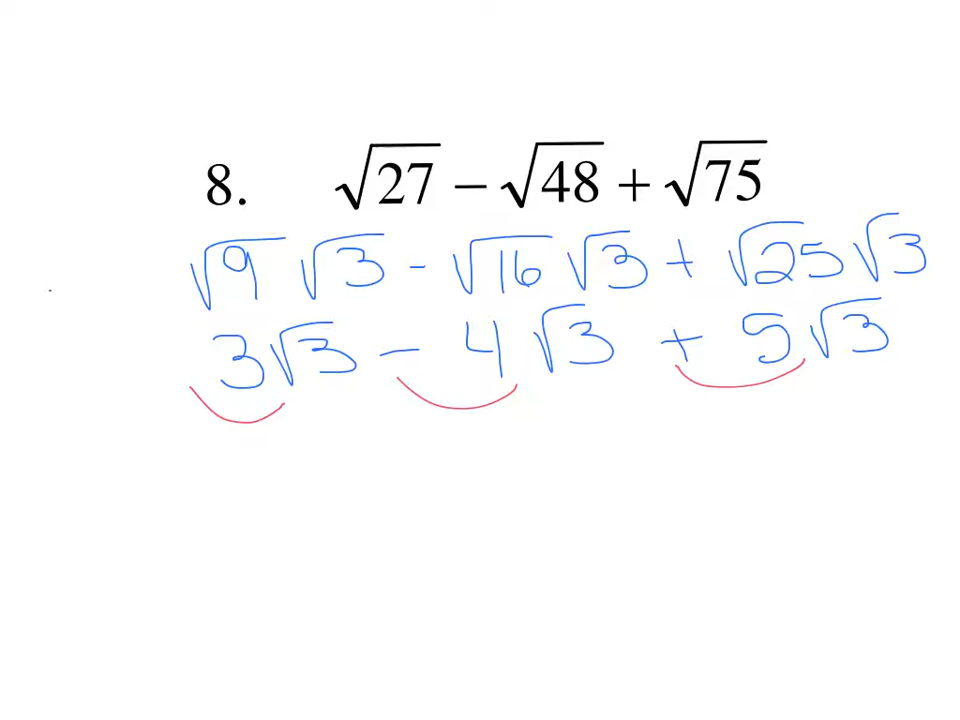 8. √27 − √48 + √75
√9 √3 - √16 √3 + √25 √3
3√3 - 4√3 + 5√3